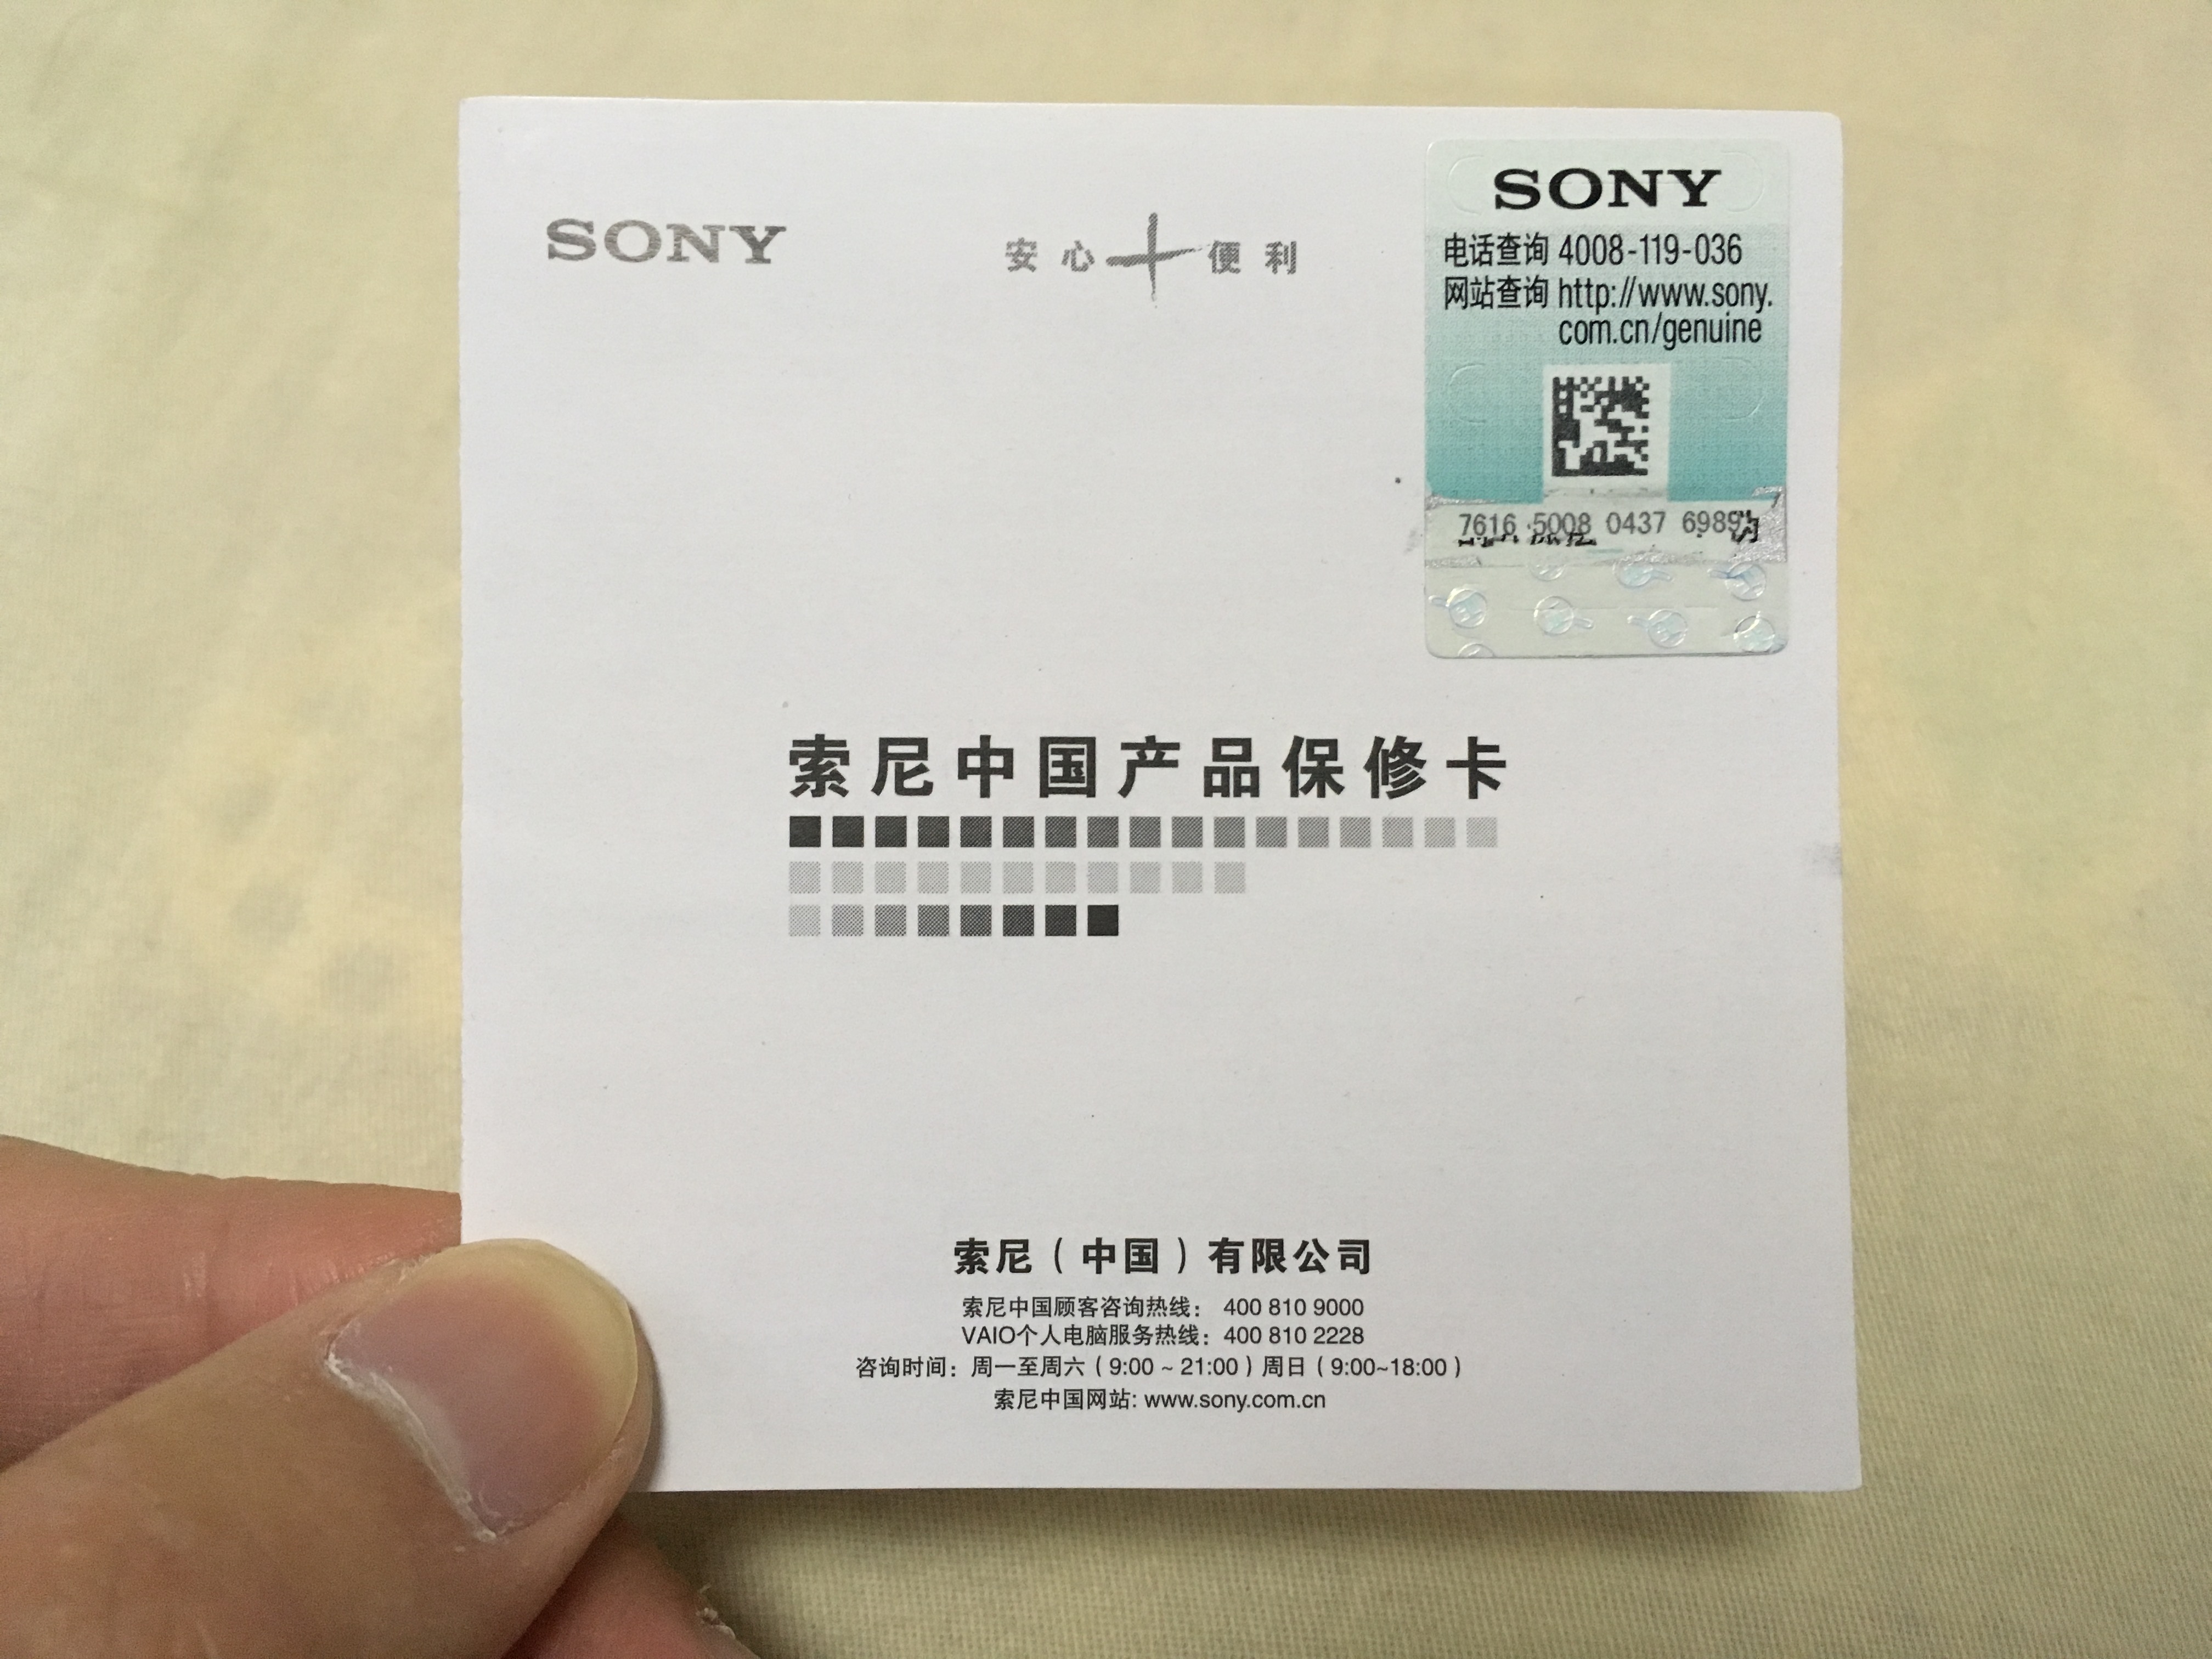 SONY
安心+便利
SONY
电话查询 4008-119-036
网站查询 http://www.sony.
com.cn/genuine
7616 5008 0437 6989
索尼中国产品保修卡
索尼（中国）有限公司
索尼中国顾客咨询热线： 400 810 9000
VAIO个人电脑服务热线：400 810 2228
咨询时间：周一至周六（9:00 ~ 21:00）周日（9:00~18:00）
索尼中国网站: www.sony.com.cn